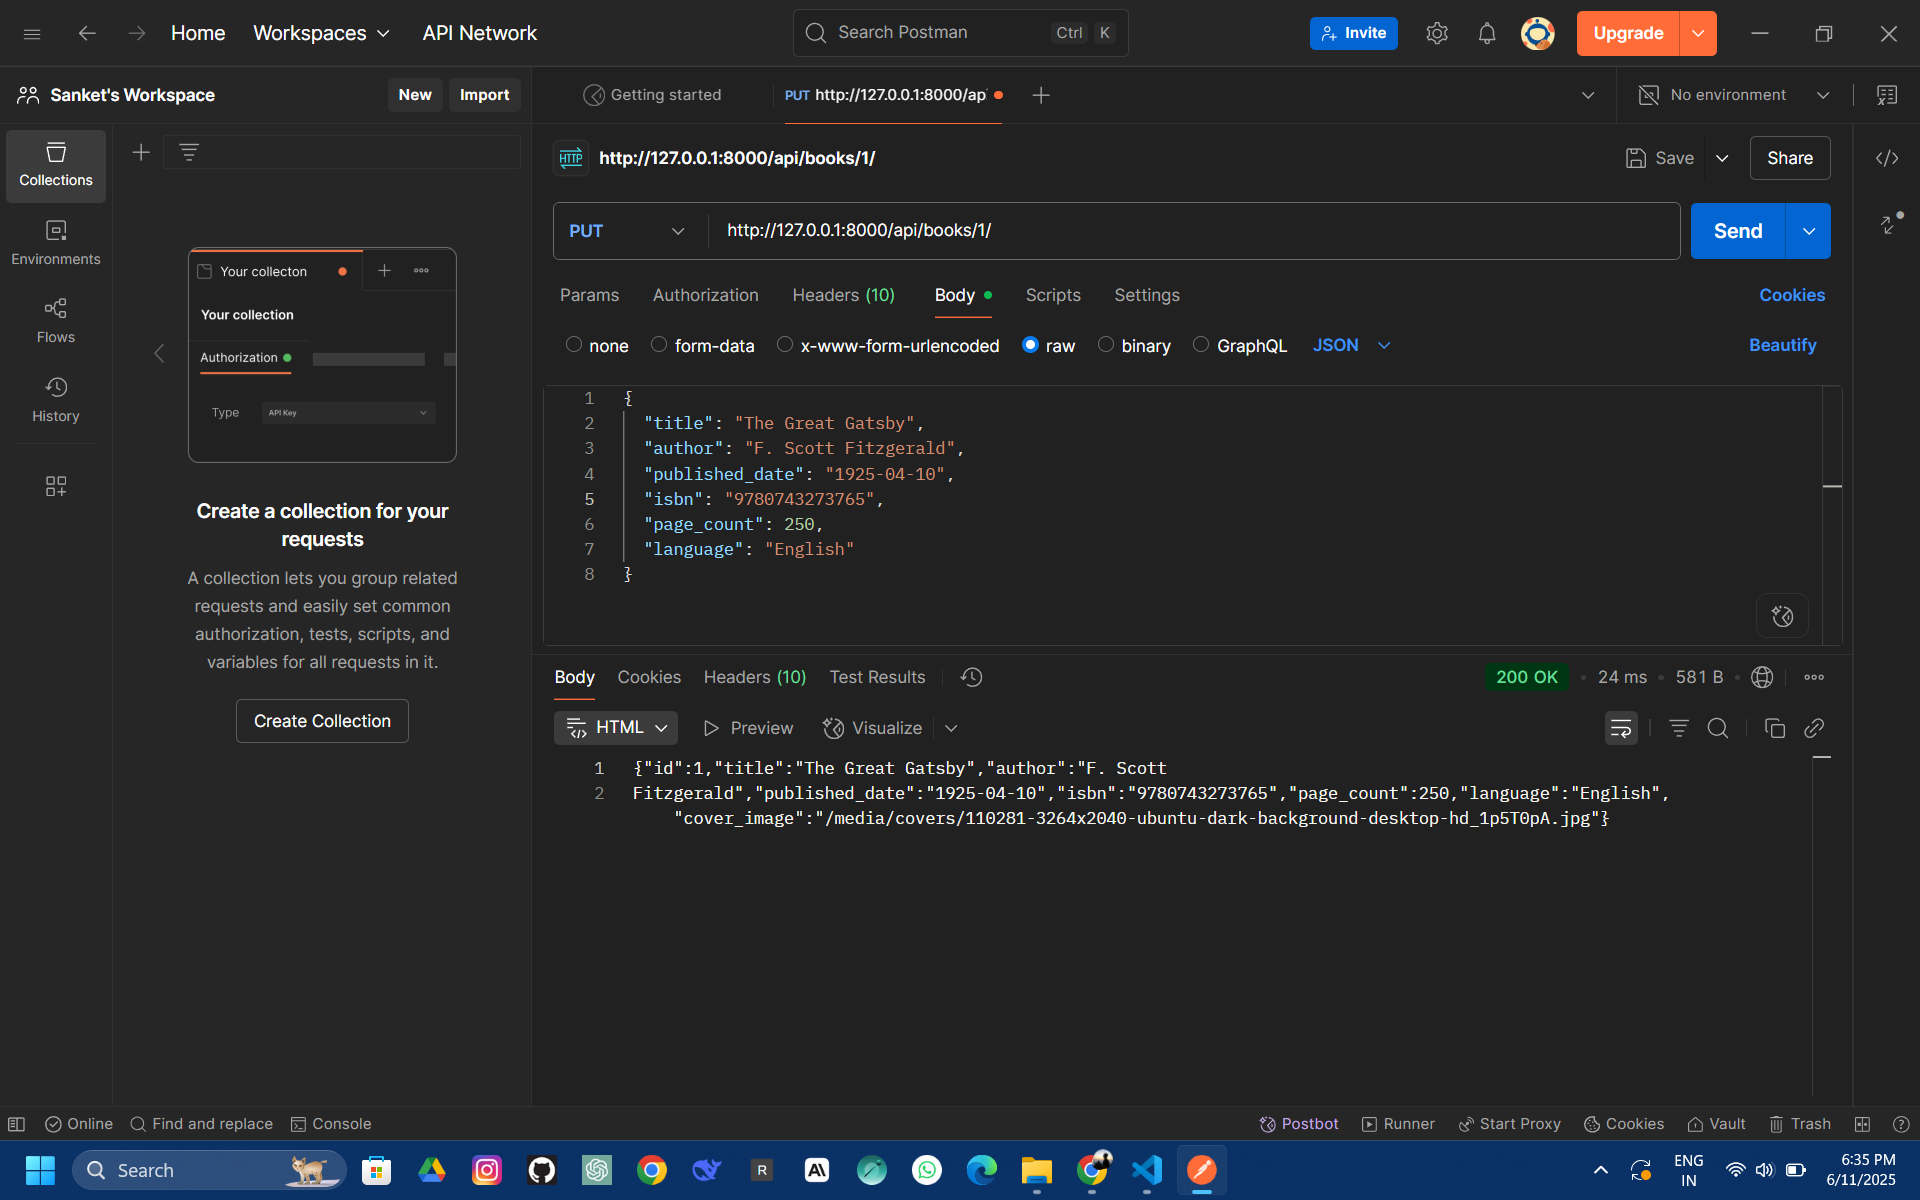 Home
Workspaces
API Network
Search Postman
Ctrl
K
Invite
Upgrade
Sanket's Workspace
New
Import
Getting started
PUT http://127.0.0.1:8000/ap
No environment
Collections
Environments
Flows
History
Your collecton
Your collection
Authorization
Type
API Key
Create a collection for your
requests
A collection lets you group related
requests and easily set common
authorization, tests, scripts, and
variables for all requests in it.
Create Collection
HTTP
http://127.0.0.1:8000/api/books/1/
Save
Share
PUT
http://127.0.0.1:8000/api/books/1/
Send
Params
Authorization
Headers (10)
Body
Scripts
Settings
Cookies
none
form-data
x-www-form-urlencoded
raw
binary
GraphQL
JSON
Beautify
1 {
2 "title": "The Great Gatsby",
3 "author": "F. Scott Fitzgerald",
4 "published_date": "1925-04-10",
5 "isbn": "9780743273765",
6 "page_count": 250,
7 "language": "English"
8 }
Body
Cookies
Headers (10)
Test Results
200 OK
24 ms
581 B
HTML
Preview
Visualize
1 {"id":1,"title":"The Great Gatsby","author":"F. Scott
2 Fitzgerald","published_date":"1925-04-10","isbn":"9780743273765","page_count":250,"language":"English",
"cover_image":"/media/covers/110281-3264x2040-ubuntu-dark-background-desktop-hd_1p5T0pA.jpg"}
Online
Find and replace
Console
Postbot
Runner
Start Proxy
Cookies
Vault
Trash
Search
R
ENG
IN
6:35 PM
6/11/2025